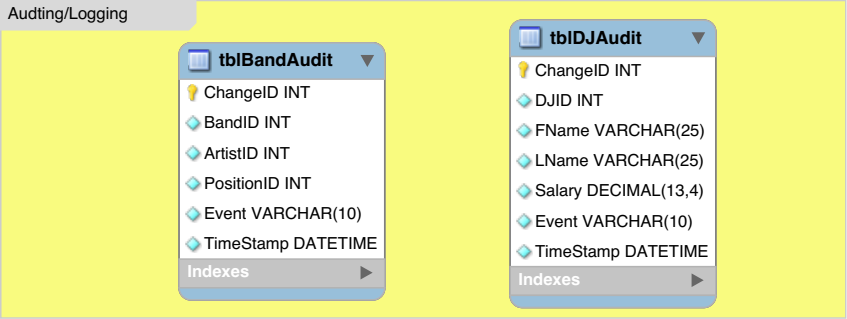 Audting/Logging
tblBandAudit
ChangeID INT
BandID INT
ArtistID INT
PositionID INT
Event VARCHAR(10)
TimeStamp DATETIME
Indexes
tblDJAudit
ChangeID INT
DJID INT
FName VARCHAR(25)
LName VARCHAR(25)
Salary DECIMAL(13,4)
Event VARCHAR(10)
TimeStamp DATETIME
Indexes